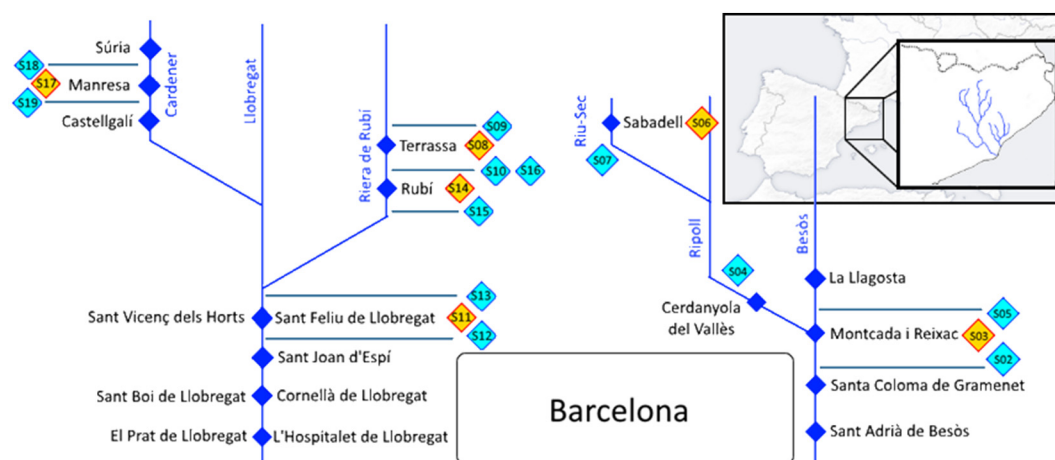 Súria
S18
S17
Manresa
S19
Castellgalí
Cardener
Llobregat
Riera de Rubí
S09
Terrassa
S08
S10
S16
Rubí
S14
S15
S13
Sant Vicenç dels Horts
Sant Feliu de Llobregat
S11
S12
Sant Joan d'Espí
Sant Boi de Llobregat
Cornellà de Llobregat
El Prat de Llobregat
L'Hospitalet de Llobregat
Riu-Sec
Sabadell
S06
S07
Ripoll
Besòs
S04
La Llagosta
Cerdanyola
del Vallès
S05
Montcada i Reixac
S03
S02
Santa Coloma de Gramenet
Sant Adrià de Besòs
Barcelona